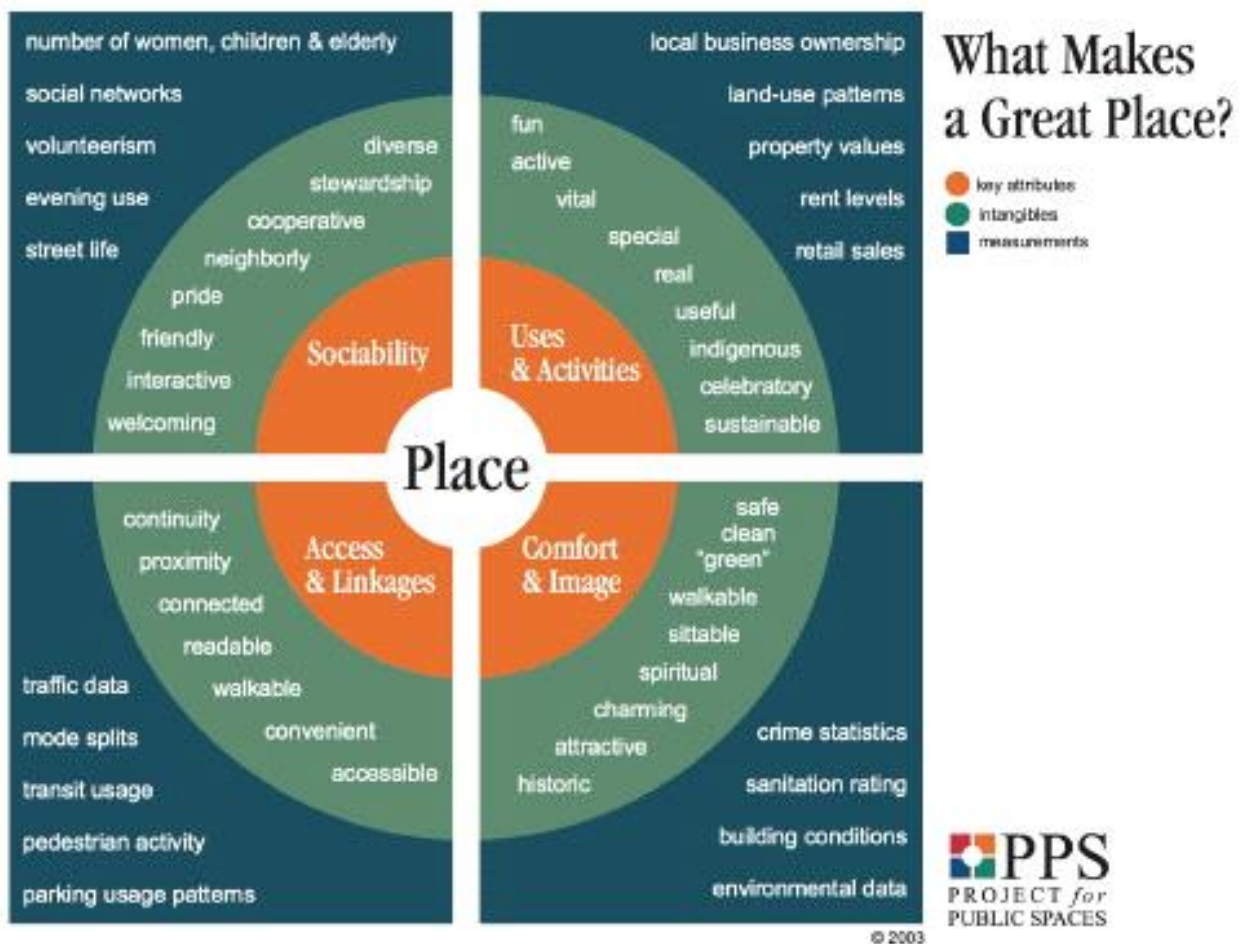 number of women, children & elderly
social networks
volunteerism
evening use
street life
diverse
stewardship
cooperative
neighborly
pride
friendly
interactive
welcoming
Sociability
local business ownership
land-use patterns
property values
rent levels
retail sales
fun
active
vital
special
real
useful
indigenous
celebratory
sustainable
Uses
& Activities
What Makes
a Great Place?
key attributes
intangibles
measurements
Place
continuity
proximity
connected
readable
walkable
convenient
accessible
Access
& Linkages
traffic data
mode splits
transit usage
pedestrian activity
parking usage patterns
Comfort
& Image
safe
clean
"green"
walkable
sittable
spiritual
charming
attractive
historic
crime statistics
sanitation rating
building conditions
environmental data
PPS
PROJECT for
PUBLIC SPACES
© 2003